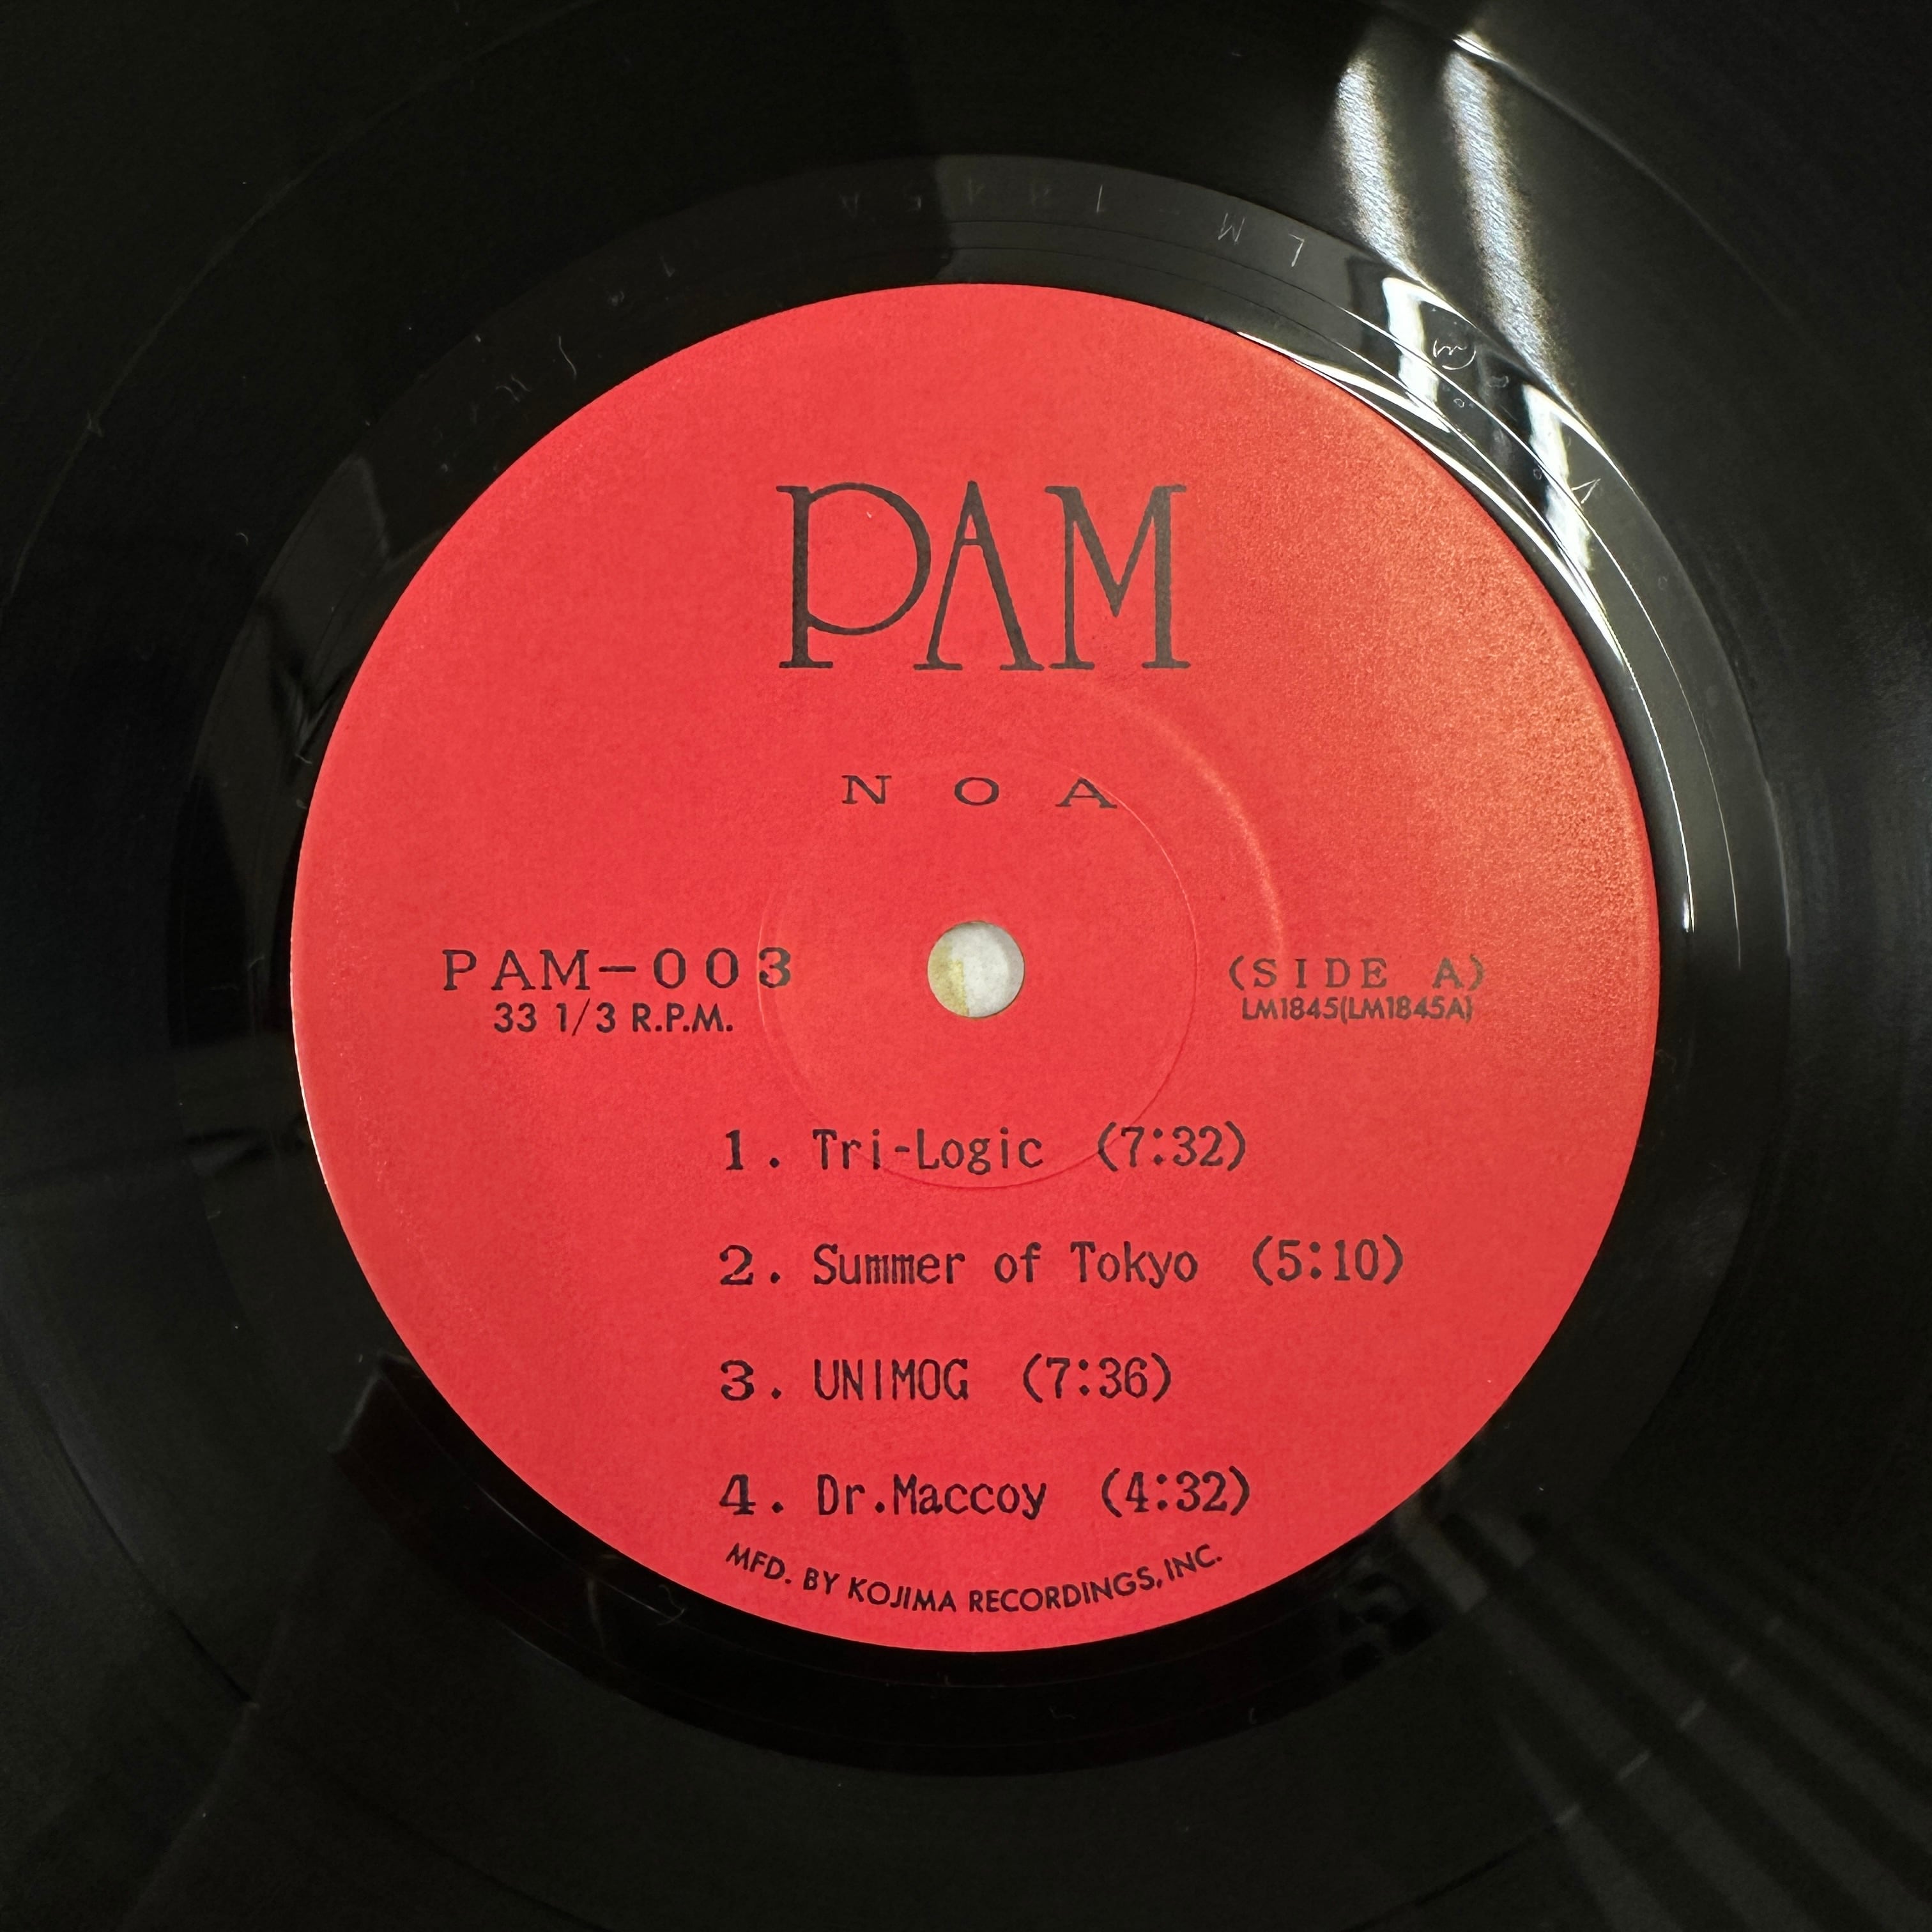 PAM
NOA
PAM-003
33 1/3 R.P.M.
(SIDE A)
LM1845(LM1845A)
1. Tri-Logic (7:32)
2. Summer of Tokyo (5:10)
3. UNIMOG (7:36)
4. Dr.Maccoy (4:32)
MFD. BY KOJIMA RECORDINGS, INC.